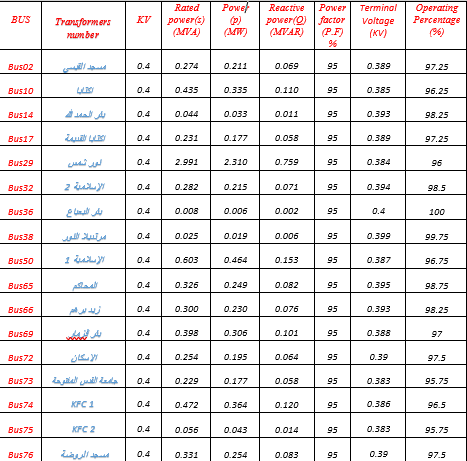 BUS Transformers number KV Rated power(s) (MVA) Power (p) (MW) Reactive power(Q) (MVAR) Power factor (P.F) % Terminal Voltage (KV) Operating Percentage (%)
Bus02 مسجد القيسي 0.4 0.274 0.211 0.069 95 0.389 97.25
Bus10 اكتابا 0.4 0.435 0.335 0.110 95 0.385 96.25
Bus14 بئر الحمد لله 0.4 0.044 0.033 0.011 95 0.393 98.25
Bus17 اكتابا القديمة 0.4 0.231 0.177 0.058 95 0.389 97.25
Bus29 نور شمس 0.4 2.991 2.310 0.759 95 0.384 96
Bus32 الإسلامية 2 0.4 0.282 0.215 0.071 95 0.394 98.5
Bus36 بئر 0.4 0.008 0.006 0.002 95 0.4 100
Bus38 النور 0.4 0.025 0.019 0.006 95 0.399 99.75
Bus50 الإسلامية 1 0.4 0.603 0.464 0.153 95 0.387 96.75
Bus65 المحاكم 0.4 0.326 0.249 0.082 95 0.395 98.75
Bus66 0.4 0.300 0.230 0.076 95 0.393 98.25
Bus69 بئر 0.4 0.398 0.306 0.101 95 0.388 97
Bus72 الاسكان 0.4 0.254 0.195 0.064 95 0.39 97.5
Bus73 جامعة القدس المفتوحة 0.4 0.229 0.177 0.058 95 0.383 95.75
Bus74 KFC 1 0.4 0.472 0.364 0.120 95 0.386 96.5
Bus75 KFC 2 0.4 0.056 0.043 0.014 95 0.383 95.75
Bus76 مسجد الروضة 0.4 0.331 0.254 0.083 95 0.39 97.5